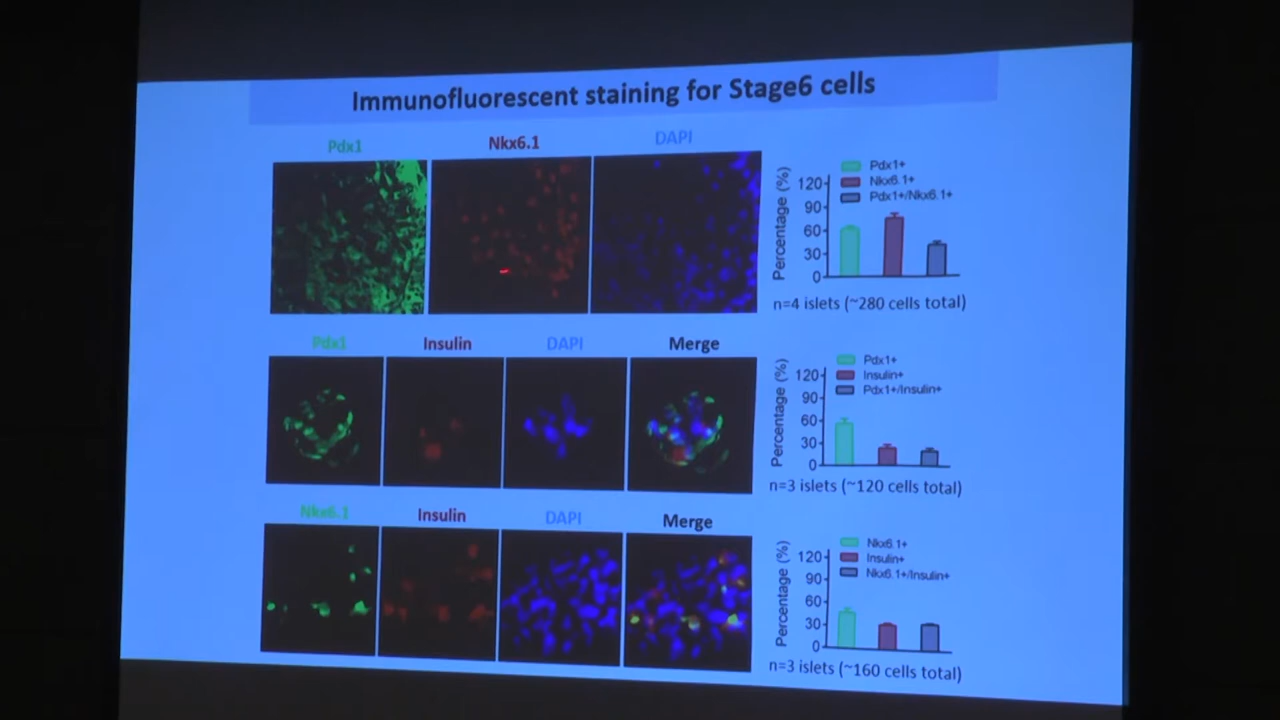 Immunofluorescent staining for Stage6 cells
Pdx1 Nkx6.1 DAPI
Percentage (%)
120
90
60
30
0
Pdx1+
Nkx6.1+
Pdx1+/Nkx6.1+
n=4 islets (~280 cells total)
Pdx1 Insulin DAPI Merge
Percentage (%)
120
90
60
30
0
Pdx1+
Insulin+
Pdx1+/Insulin+
n=3 islets (~120 cells total)
Nkx6.1 Insulin DAPI Merge
Percentage (%)
120
90
60
30
0
Nkx6.1+
Insulin+
Nkx6.1+/Insulin+
n=3 islets (~160 cells total)